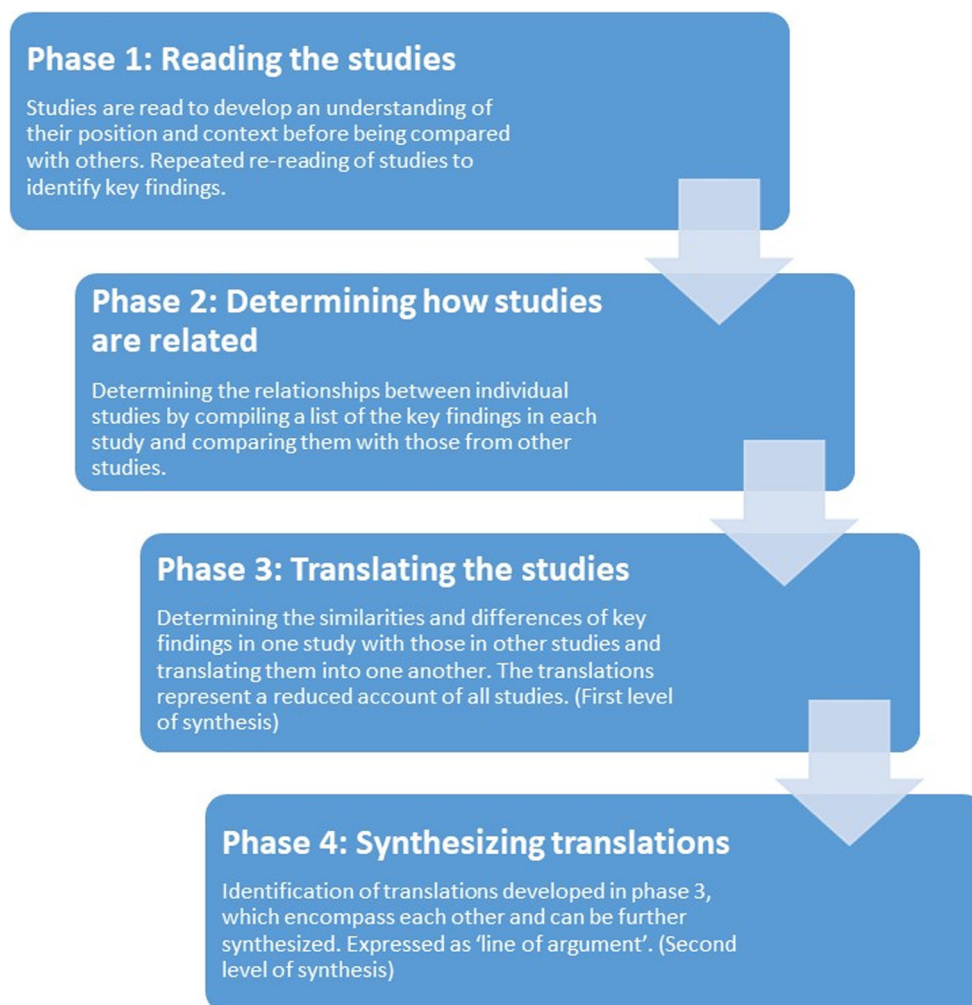 Phase 1: Reading the studies
Studies are read to develop an understanding of
their position and context before being compared
with others. Repeated re-reading of studies to
identify key findings.
Phase 2: Determining how studies
are related
Determining the relationships between individual
studies by compiling a list of the key findings in each
study and comparing them with those from other
studies.
Phase 3: Translating the studies
Determining the similarities and differences of key
findings in one study with those in other studies and
translating them into one another. The translations
represent a reduced account of all studies. (First level
of synthesis)
Phase 4: Synthesizing translations
Identification of translations developed in phase 3,
which encompass each other and can be further
synthesized. Expressed as ‘line of argument’. (Second
level of synthesis)